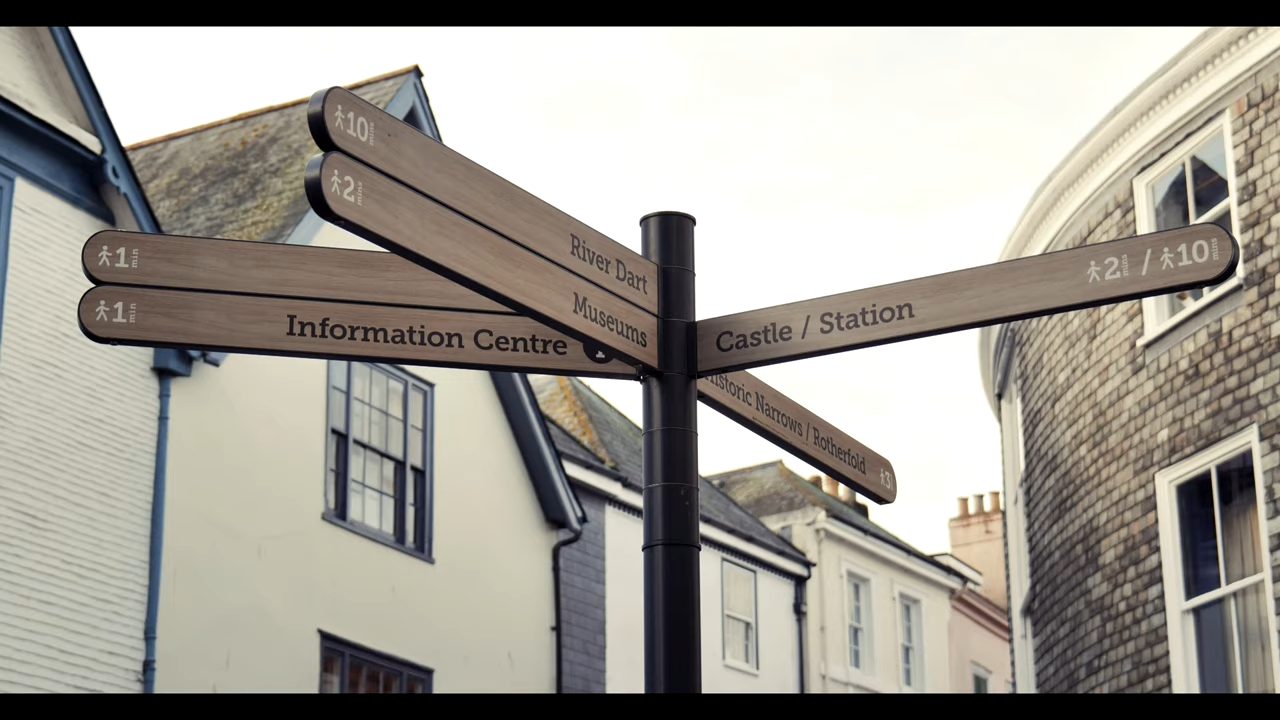 10 mins
River Dart
2 mins
Museums
1 min
1 min
Information Centre
Castle / Station
2 mins / 10 mins
Historic Narrows / Rotherfold
3